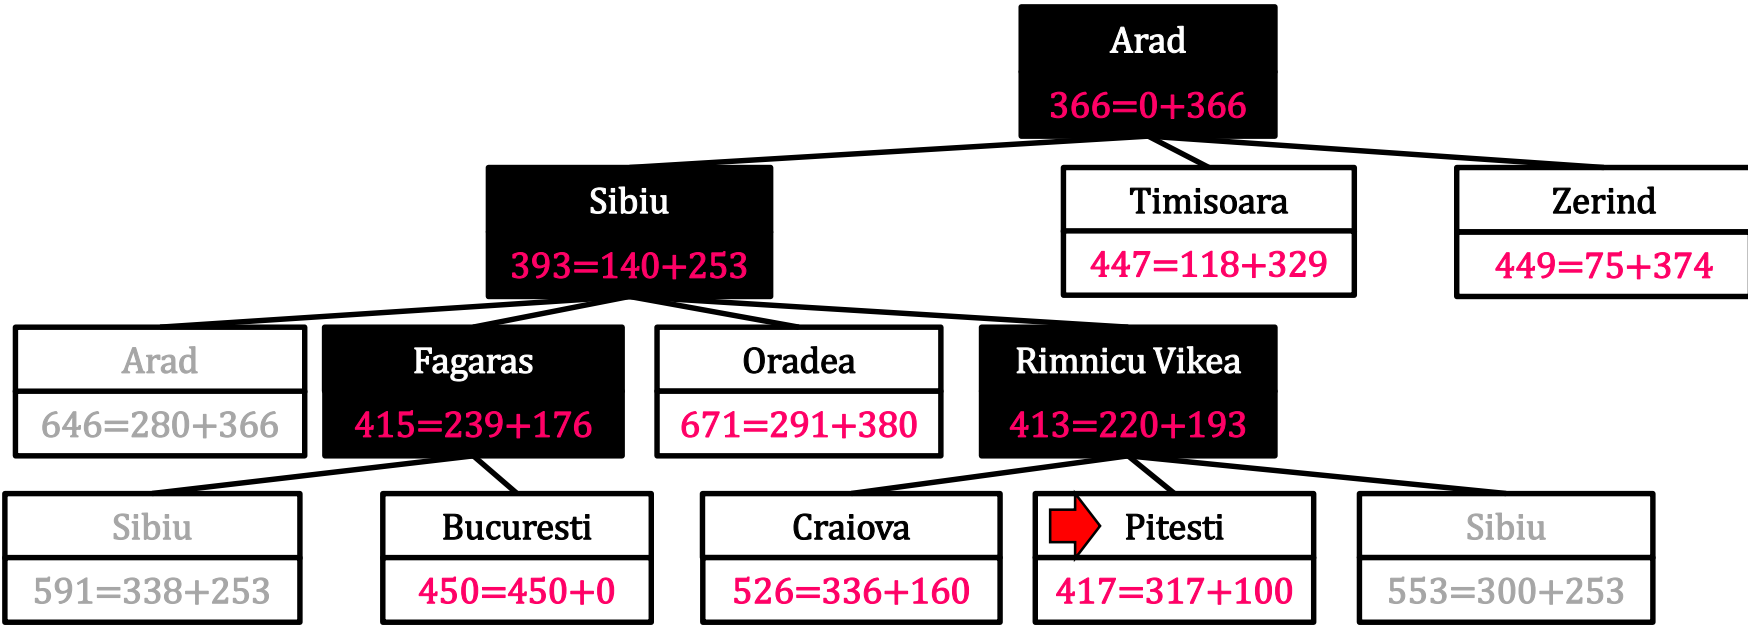 Arad
366=0+366
Sibiu
393=140+253
Timisoara
447=118+329
Zerind
449=75+374
Arad
646=280+366
Fagaras
415=239+176
Oradea
671=291+380
Rimnicu Vikea
413=220+193
Sibiu
591=338+253
Bucuresti
450=450+0
Craiova
526=336+160
Pitesti
417=317+100
Sibiu
553=300+253